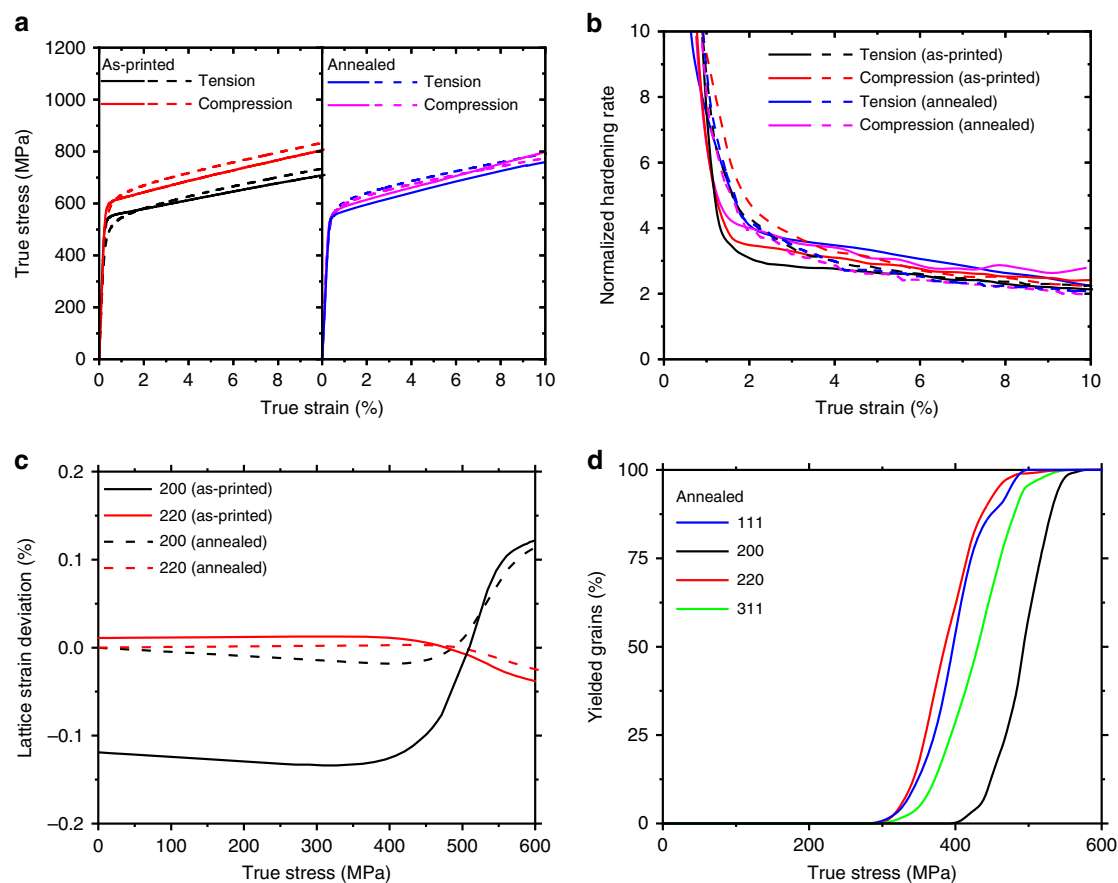 a
As-printed
Tension
Compression
Annealed
Tension
Compression
True stress (MPa)
1200
1000
800
600
400
200
0
0 2 4 6 8 0 2 4 6 8 10
True strain (%)
b
Tension (as-printed)
Compression (as-printed)
Tension (annealed)
Compression (annealed)
Normalized hardening rate
10
8
6
4
2
0
0 2 4 6 8 10
True strain (%)
c
200 (as-printed)
220 (as-printed)
200 (annealed)
220 (annealed)
Lattice strain deviation (%)
0.2
0.1
0.0
−0.1
−0.2
0 100 200 300 400 500 600
True stress (MPa)
d
Annealed
111
200
220
311
Yielded grains (%)
100
75
50
25
0
0 200 400 600
True stress (MPa)